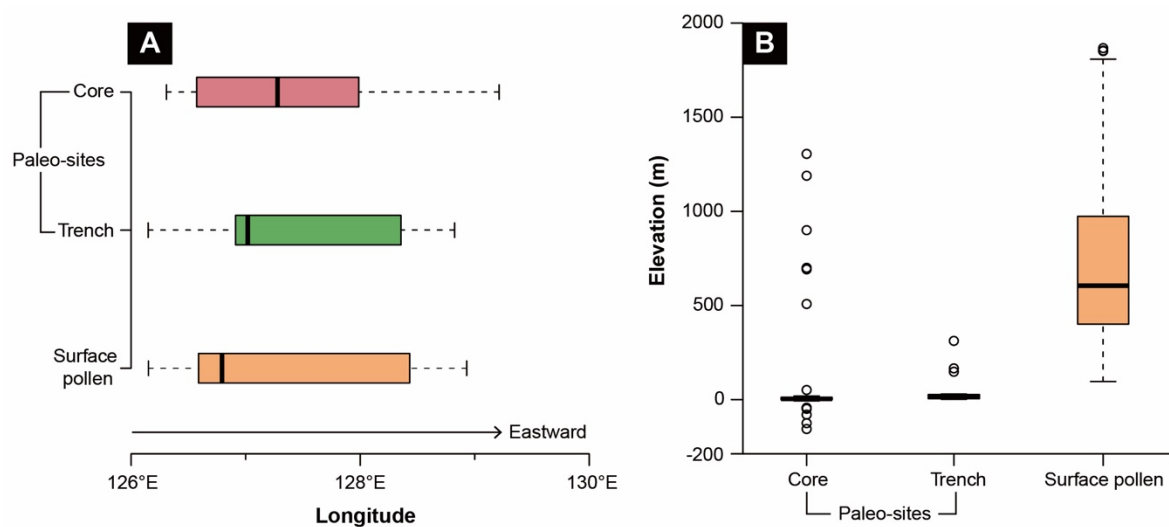 A
Core
Paleo-sites
Trench
Surface
pollen
Eastward
126°E
128°E
130°E
Longitude
B
2000
1500
1000
500
0
-200
Elevation (m)
Core
Trench
Surface pollen
Paleo-sites